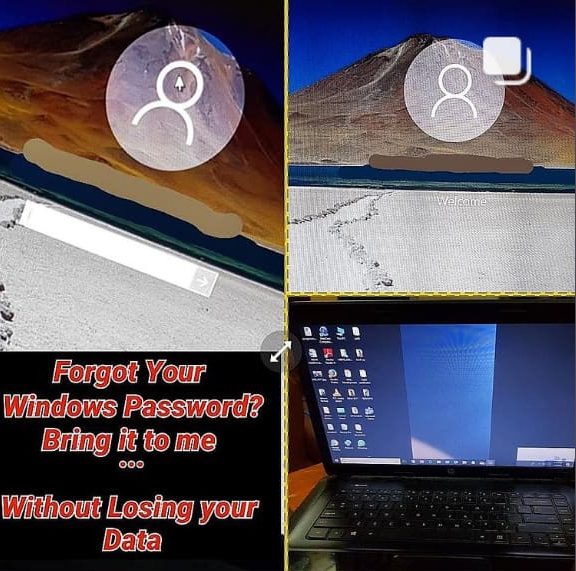 Welcome
Forgot Your
Windows Password?
Bring it to me
...
Without Losing your
Data